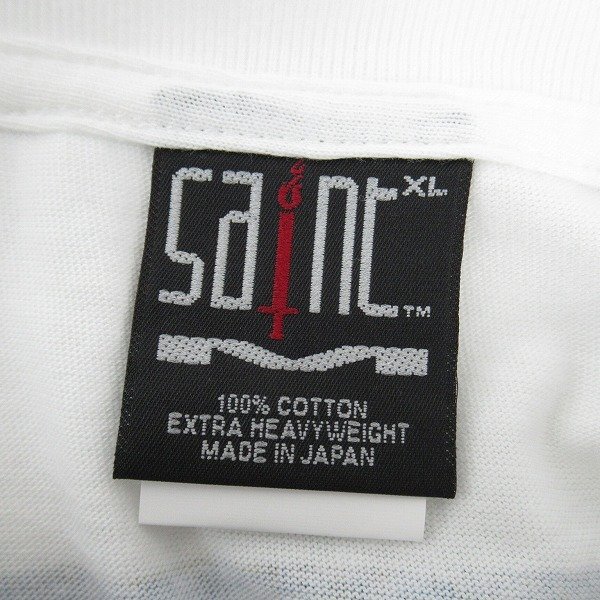 saint XL
TM
100% COTTON
EXTRA HEAVYWEIGHT
MADE IN JAPAN